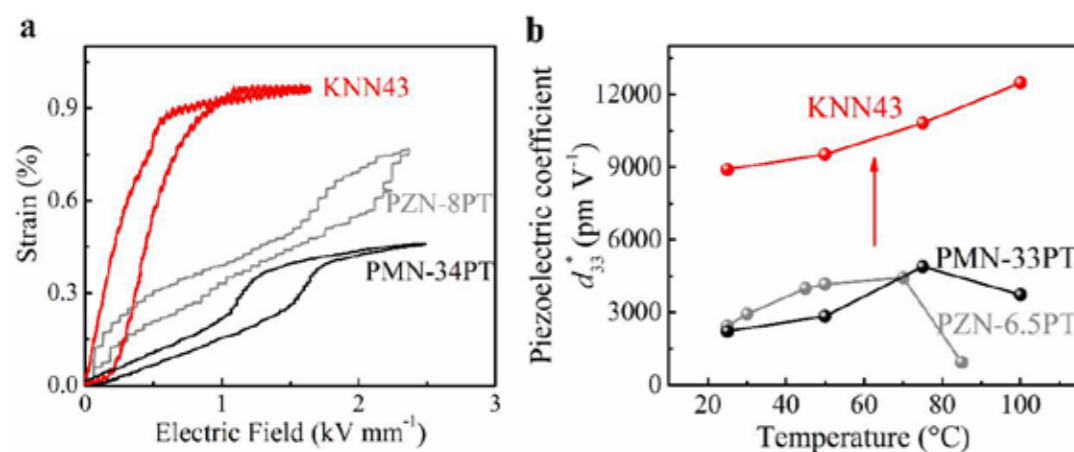 a
Strain (%)
0.9
0.6
0.3
0.0
KNN43
PZN-8PT
PMN-34PT
0
1
2
3
Electric Field (kV mm⁻¹)
b
Piezoelectric coefficient
d*₃₃ (pm V⁻¹)
12000
9000
6000
3000
0
KNN43
PMN-33PT
PZN-6.5PT
20
40
60
80
100
Temperature (°C)